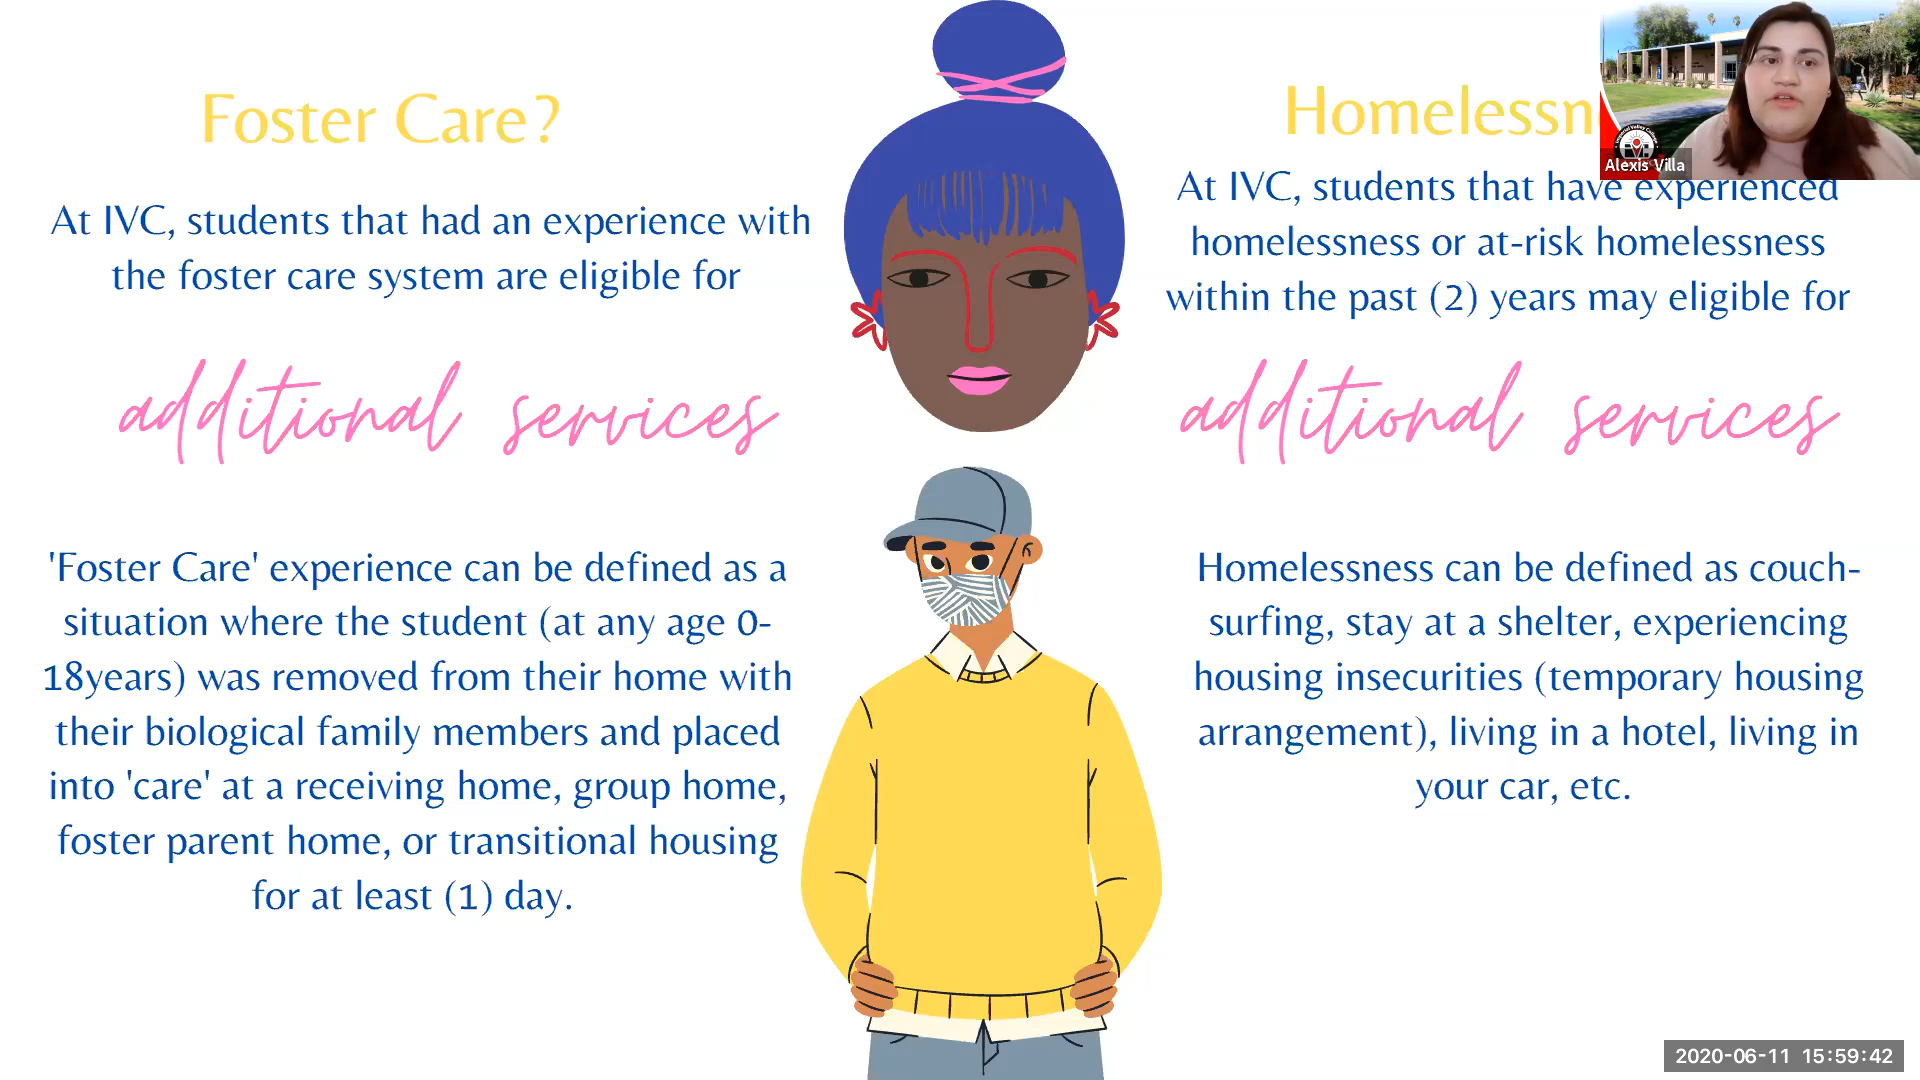 Foster Care?
At IVC, students that had an experience with
the foster care system are eligible for
additional services
'Foster Care' experience can be defined as a
situation where the student (at any age 0-
18years) was removed from their home with
their biological family members and placed
into 'care' at a receiving home, group home,
foster parent home, or transitional housing
for at least (1) day.
Homelessn
At IVC, students that have experienced
homelessness or at-risk homelessness
within the past (2) years may eligible for
additional services
Homelessness can be defined as couch-
surfing, stay at a shelter, experiencing
housing insecurities (temporary housing
arrangement), living in a hotel, living in
your car, etc.
Alexis Villa
2020-06-11 15:59:42